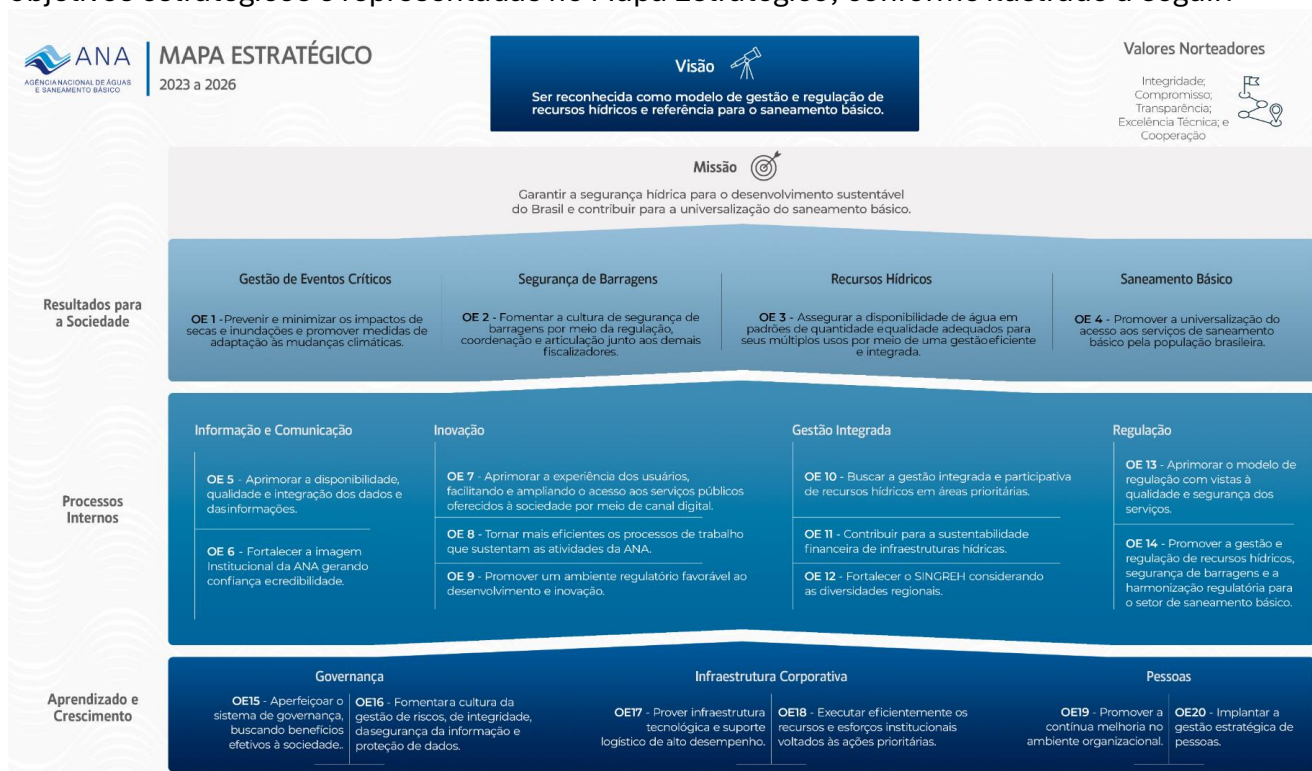 objetivos estratégicos e representadas no Mapa Estratégico, conforme ilustrado a seguir:
ANA
AGÊNCIA NACIONAL DE ÁGUAS
E SANEAMENTO BÁSICO
MAPA ESTRATÉGICO
2023 a 2026
Visão
Ser reconhecida como modelo de gestão e regulação de
recursos hídricos e referência para o saneamento básico.
Valores Norteadores
Integridade;
Compromisso;
Transparência;
Excelência Técnica; e
Cooperação
Missão
Garantir a segurança hídrica para o desenvolvimento sustentável
do Brasil e contribuir para a universalização do saneamento básico.
Resultados para
a Sociedade
Gestão de Eventos Críticos
OE 1 -Prevenir e minimizar os impactos de
secas e inundações e promover medidas de
adaptação às mudanças climáticas.
Segurança de Barragens
OE 2 - Fomentar a cultura de segurança de
barragens por meio da regulação,
coordenação e articulação junto aos demais
fiscalizadores.
Recursos Hídricos
OE 3 - Assegurar a disponibilidade de água em
padrões de quantidade equalidade adequados para
seus múltiplos usos por meio de uma gestão eficiente
e integrada.
Saneamento Básico
OE 4 - Promover a universalização do
acesso aos serviços de saneamento
básico pela população brasileira.
Processos
Internos
Informação e Comunicação
OE 5 - Aprimorar a disponibilidade,
qualidade e integração dos dados e
dasinformações.
OE 6 - Fortalecer a imagem
Institucional da ANA gerando
confiança ecredibilidade.
Inovação
OE 7 - Aprimorar a experiência dos usuários,
facilitando e ampliando o acesso aos serviços públicos
oferecidos à sociedade por meio de canal digital.
OE 8 - Tornar mais eficientes os processos de trabalho
que sustentam as atividades da ANA.
OE 9 - Promover um ambiente regulatório favorável ao
desenvolvimento e inovação.
Gestão Integrada
OE 10 - Buscar a gestão integrada e participativa
de recursos hídricos em áreas prioritárias.
OE 11 - Contribuir para a sustentabilidade
financeira de infraestruturas hídricas.
OE 12 - Fortalecer o SINGREH considerando
as diversidades regionais.
Regulação
OE 13 - Aprimorar o modelo de
regulação com vistas à
qualidade e segurança dos
serviços.
OE 14 - Promover a gestão e
regulação de recursos hídricos,
segurança de barragens e a
harmonização regulatória para
o setor de saneamento básico.
Aprendizado e
Crescimento
Governança
OE15 - Aperfeiçoar o
sistema de governança,
buscando benefícios
efetivos à sociedade..
OE16 - Fomentara cultura da
gestão de riscos, de integridade,
dasegurança da informação e
proteção de dados.
Infraestrutura Corporativa
OE17 - Prover infraestrutura
tecnológica e suporte
logístico de alto desempenho.
OE18 - Executar eficientemente os
recursos e esforços institucionais
voltados às ações prioritárias.
Pessoas
OE19 - Promover a
contínua melhoria no
ambiente organizacional.
OE20 - Implantar a
gestão estratégica de
pessoas.